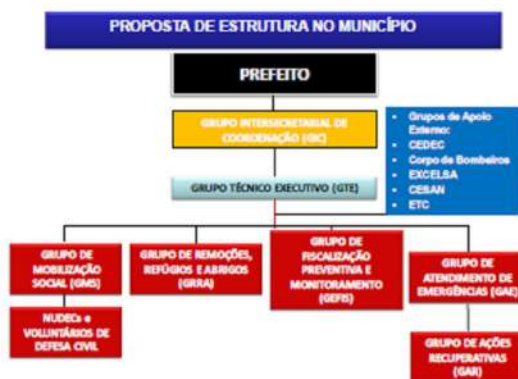 PROPOSTA DE ESTRUTURA NO MUNICÍPIO
PREFEITO
GRUPO INTERSECRETARIAL DE
COORDENAÇÃO (GIC)
• Grupos de Apoio
Externo:
• CEDEC
• Corpo de Bombeiros
• EXCELSA
• CESAN
• ETC
GRUPO TÉCNICO EXECUTIVO (GTE)
GRUPO DE
MOBILIZAÇÃO
SOCIAL (GMS)
GRUPO DE REMOÇÕES,
REFÚGIOS E ABRIGOS
(GRRA)
GRUPO DE
FISCALIZAÇÃO
PREVENTIVA E
MONITORAMENTO (GEFIS)
GRUPO DE
ATENDIMENTO DE
EMERGÊNCIAS (GAE)
NUDECs e
VOLUNTÁRIOS DE
DEFESA CIVIL
GRUPO DE AÇÕES
RECUPERATIVAS
(GAR)